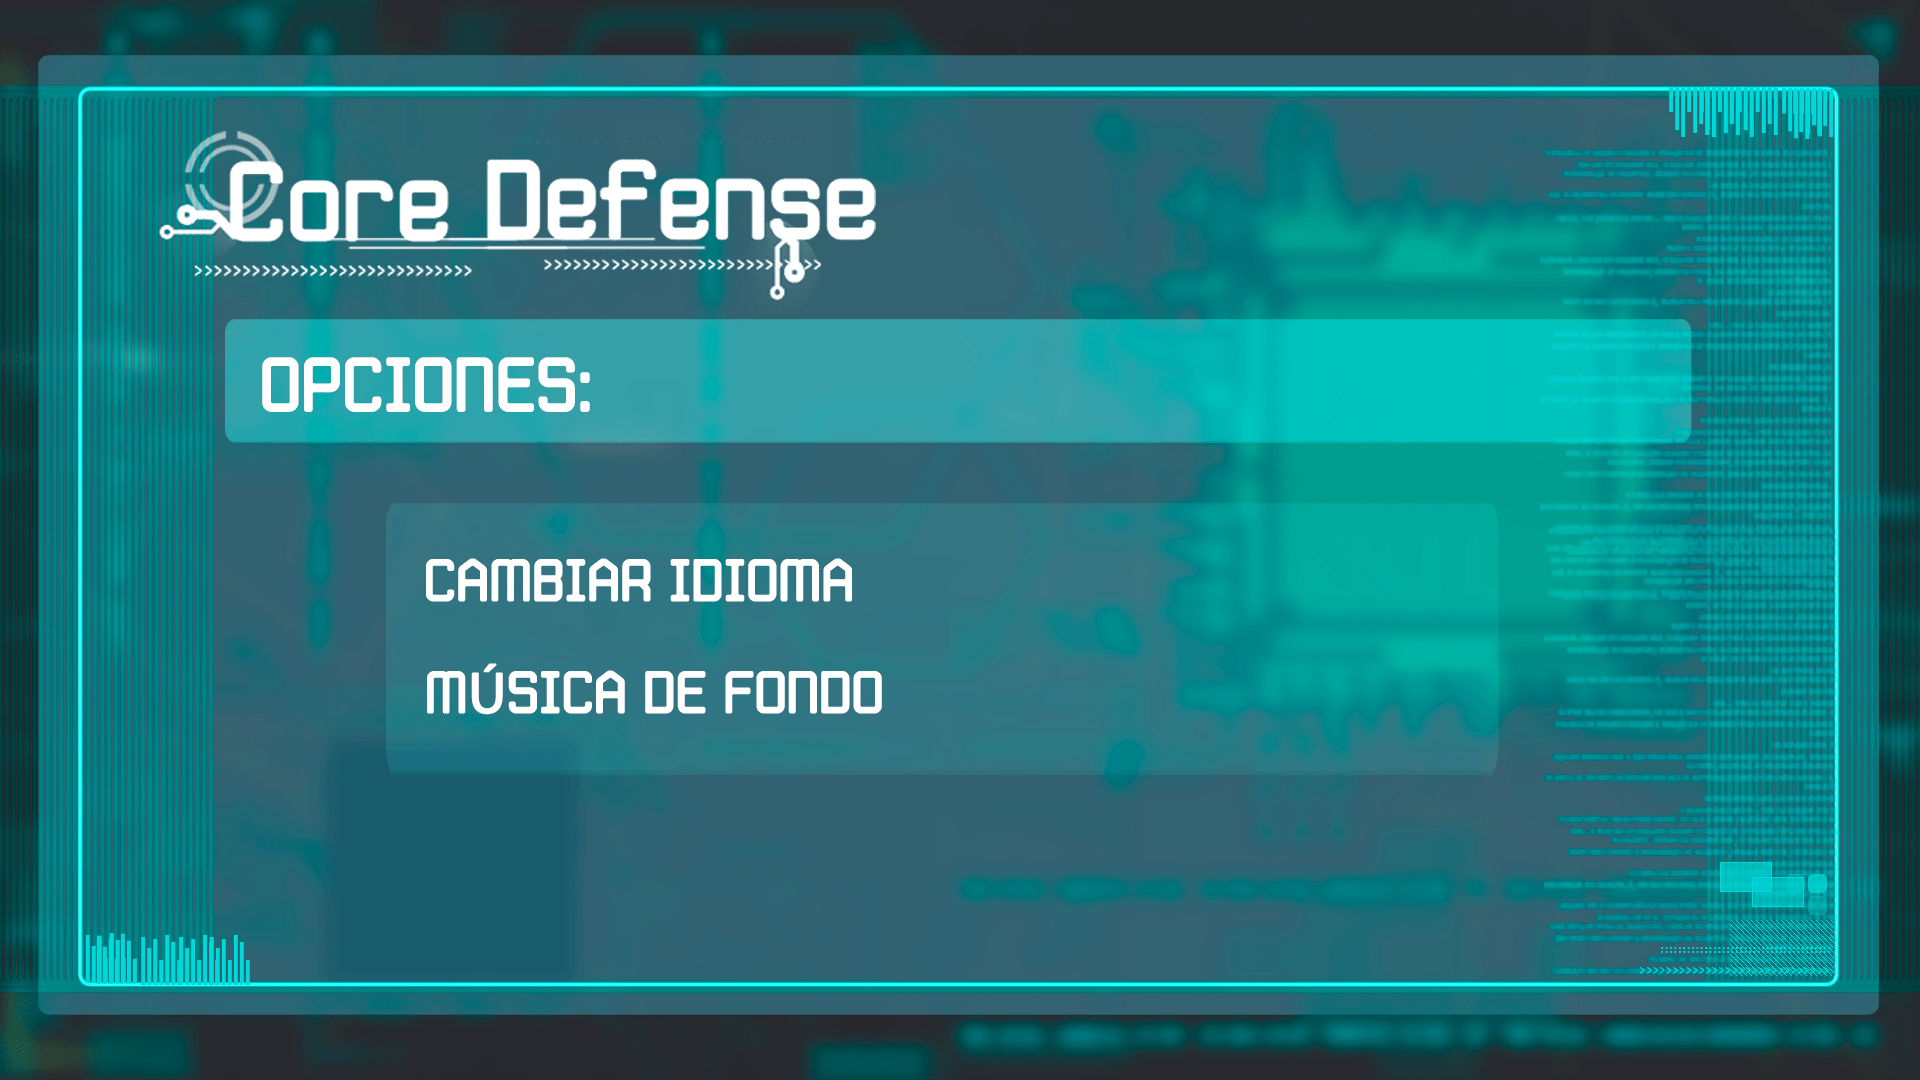 Core Defense
OPCIONES:
CAMBIAR IDIOMA
MÚSICA DE FONDO